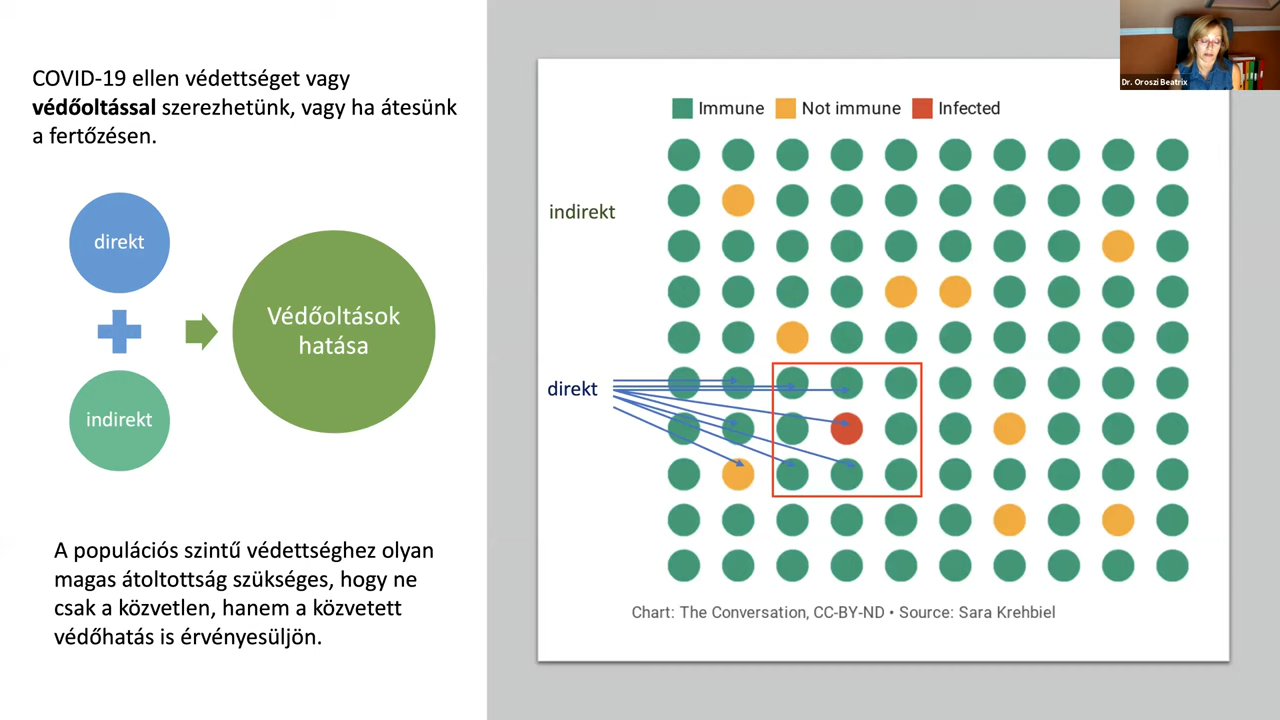 COVID-19 ellen védettséget vagy
védőoltással szerezhetünk, vagy ha átesünk
a fertőzésen.
direkt
indirekt
Védőoltások
hatása
A populációs szintű védettséghez olyan
magas átoltottság szükséges, hogy ne
csak a közvetlen, hanem a közvetett
védőhatás is érvényesüljön.
Immune Not immune Infected
indirekt
direkt
Chart: The Conversation, CC-BY-ND • Source: Sara Krehbiel
Dr. Oroszi Beatrix